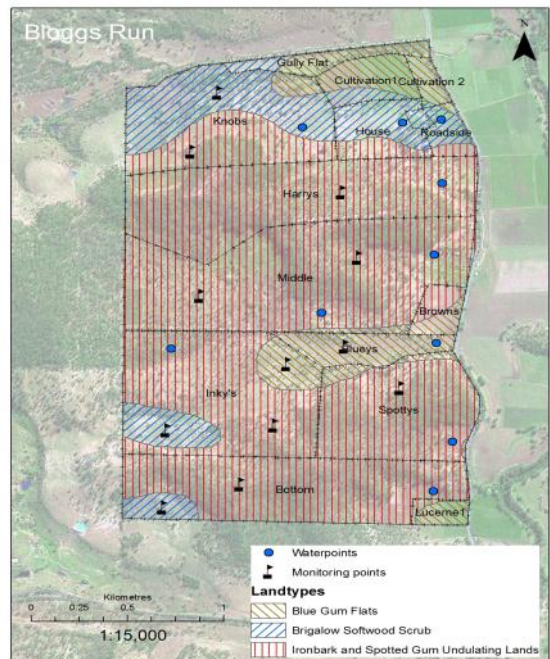 Bloggs Run
N
Gully Flat
Cultivation1
Cultivation 2
Knobs
House
Roadside
Harrys
Middle
Browns
Blueys
Inky's
Spottys
Bottom
Lucerne1
Waterpoints
Monitoring points
Landtypes
Blue Gum Flats
Brigalow Softwood Scrub
Ironbark and Spotted Gum Undulating Lands
Kilometres
0 0.25 0.5 1
1:15,000